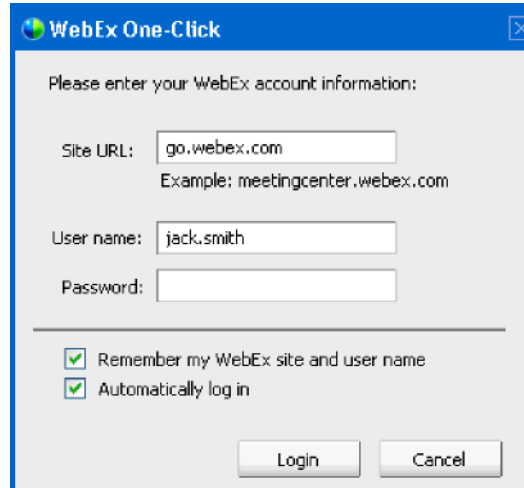 WebEx One-Click
Please enter your WebEx account information:
Site URL: go.webex.com
Example: meetingcenter.webex.com
User name: jack.smith
Password:
Remember my WebEx site and user name
Automatically log in
Login Cancel